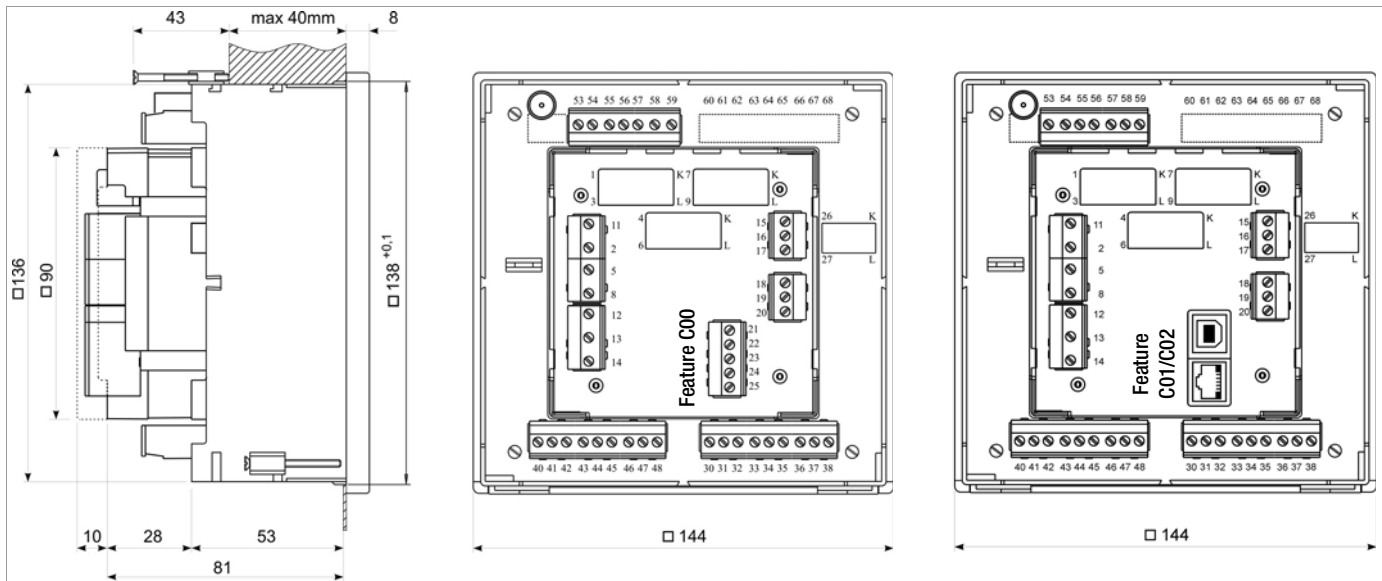 43 max 40mm 8
□136
□90
□ 138 +0,1
10 28 53
81
53 54 55 56 57 58 59 60 61 62 63 64 65 66 67 68
1 K 7 K
3 L 9 L
4 K
6 L
11
2
5
8
12
13
14
15
16
17
26 K
27 L
18
19
20
21
22
23
24
25
Feature C00
40 41 42 43 44 45 46 47 48 30 31 32 33 34 35 36 37 38
□ 144
53 54 55 56 57 58 59 60 61 62 63 64 65 66 67 68
1 K 7 K
3 L 9 L
4 K
6 L
11
2
5
8
12
13
14
15
16
17
26 K
27 L
18
19
20
Feature
C01/C02
40 41 42 43 44 45 46 47 48 30 31 32 33 34 35 36 37 38
□ 144